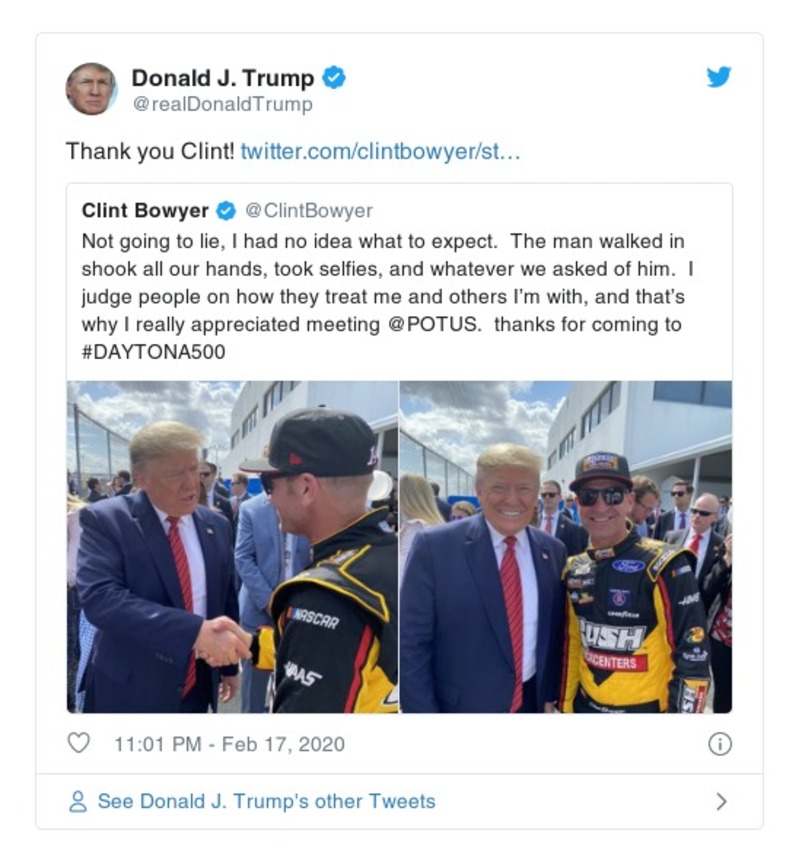 Donald J. Trump
@realDonaldTrump
Thank you Clint! twitter.com/clintbowyer/st…
Clint Bowyer @ClintBowyer
Not going to lie, I had no idea what to expect.  The man walked in
shook all our hands, took selfies, and whatever we asked of him.  I
judge people on how they treat me and others I'm with, and that's
why I really appreciated meeting @POTUS.  thanks for coming to
#DAYTONA500
14
NASCAR
HAAS
Ford
GOODYEAR
RUSH
11:01 PM - Feb 17, 2020
See Donald J. Trump's other Tweets